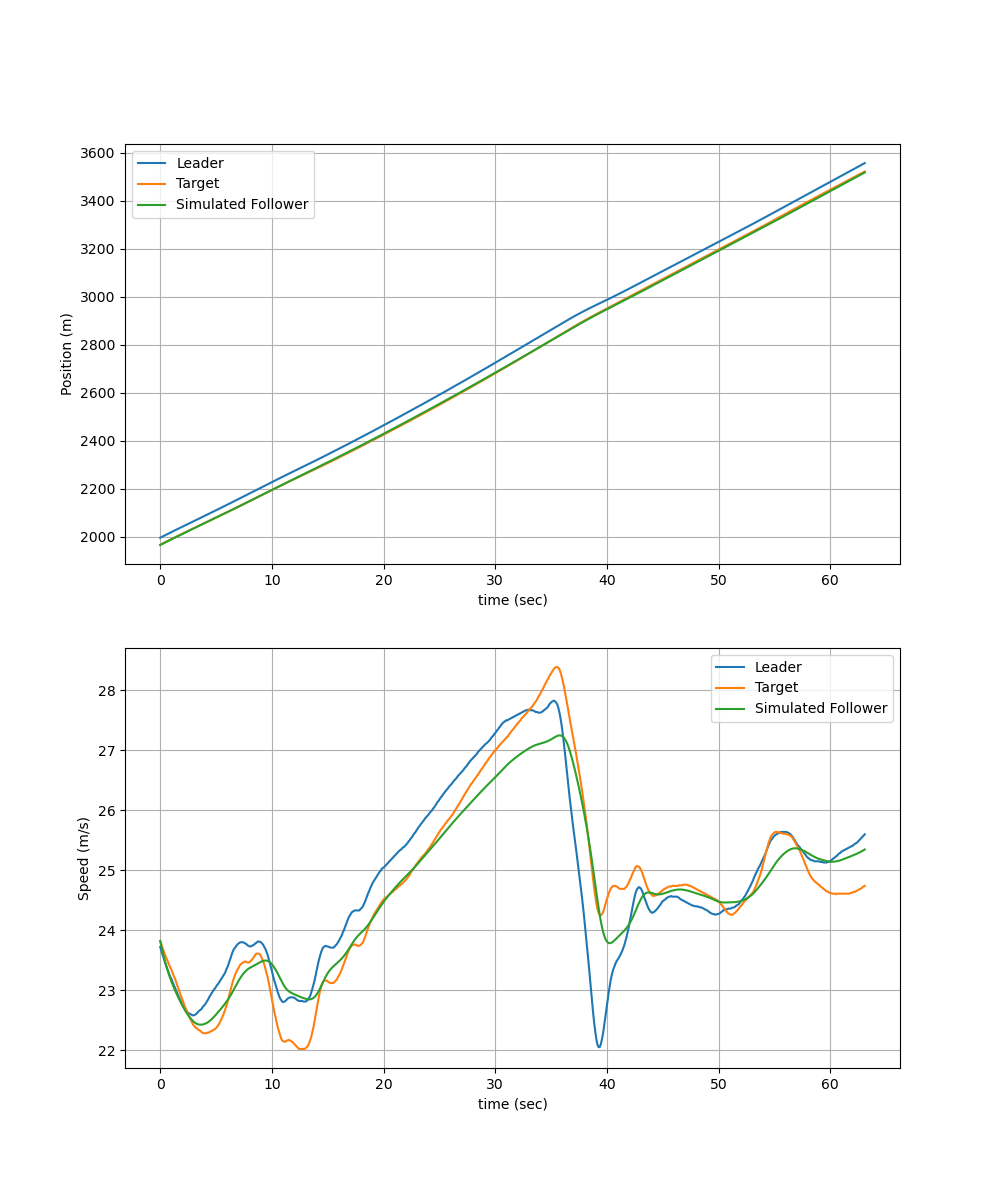 3600
3400
3200
3000
2800
2600
2400
2200
2000
Position (m)
Leader
Target
Simulated Follower
0 10 20 30 40 50 60
time (sec)
28
27
26
25
24
23
22
Speed (m/s)
Leader
Target
Simulated Follower
0 10 20 30 40 50 60
time (sec)